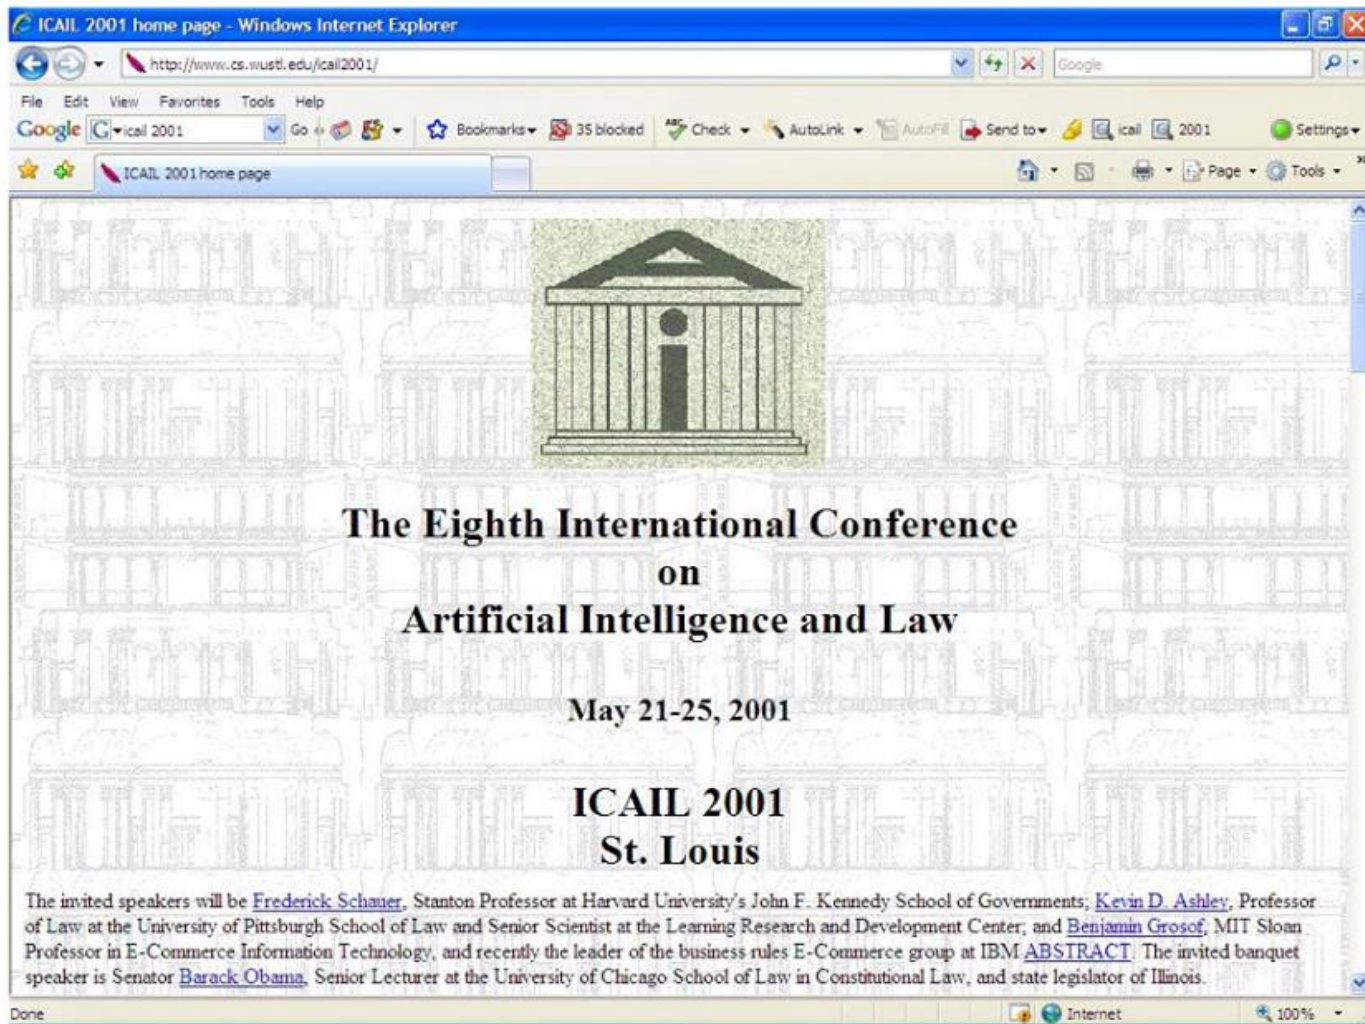 ICAIL 2001 home page - Windows Internet Explorer
http://www.cs.wustl.edu/icail2001/
Google
File Edit View Favorites Tools Help
Google G icail 2001 Go Bookmarks 35 blocked ABC Check AutoLink AutoFill Send to icail 2001 Settings
ICAIL 2001 home page
Page Tools
The Eighth International Conference
on
Artificial Intelligence and Law
May 21-25, 2001
ICAIL 2001
St. Louis
The invited speakers will be Frederick Schauer, Stanton Professor at Harvard University's John F. Kennedy School of Governments; Kevin D. Ashley, Professor
of Law at the University of Pittsburgh School of Law and Senior Scientist at the Learning Research and Development Center; and Benjamin Grosof, MIT Sloan
Professor in E-Commerce Information Technology, and recently the leader of the business rules E-Commerce group at IBM ABSTRACT. The invited banquet
speaker is Senator Barack Obama, Senior Lecturer at the University of Chicago School of Law in Constitutional Law, and state legislator of Illinois.
Done Internet 100%